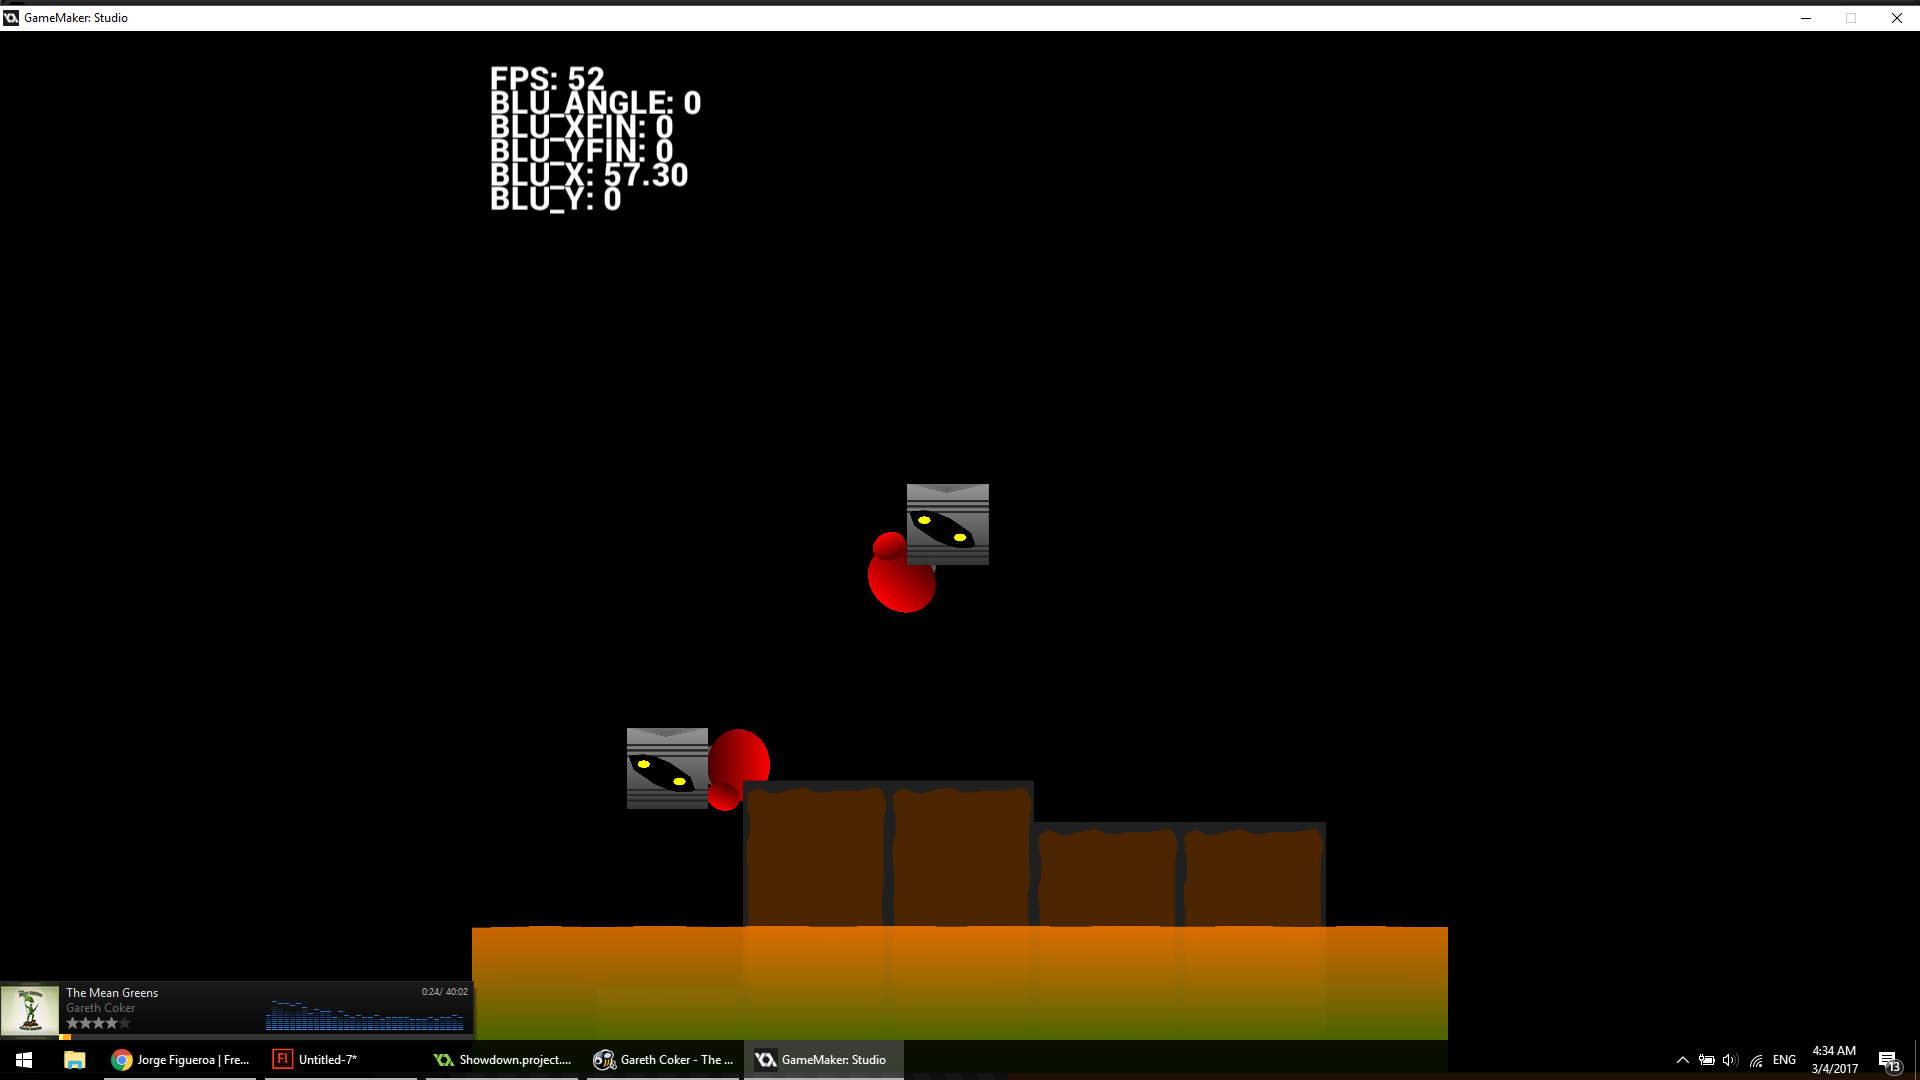 GameMaker: Studio
FPS: 52
BLU_ANGLE: 0
BLU_XFIN: 0
BLU_YFIN: 0
BLU_X: 57.30
BLU_Y: 0
The Mean Greens
0:24/ 40:02
Gareth Coker
Jorge Figueroa | Fre...
Fl
Untitled-7*
Showdown.project....
Gareth Coker - The ...
GameMaker: Studio
ENG
4:34 AM
3/4/2017
13